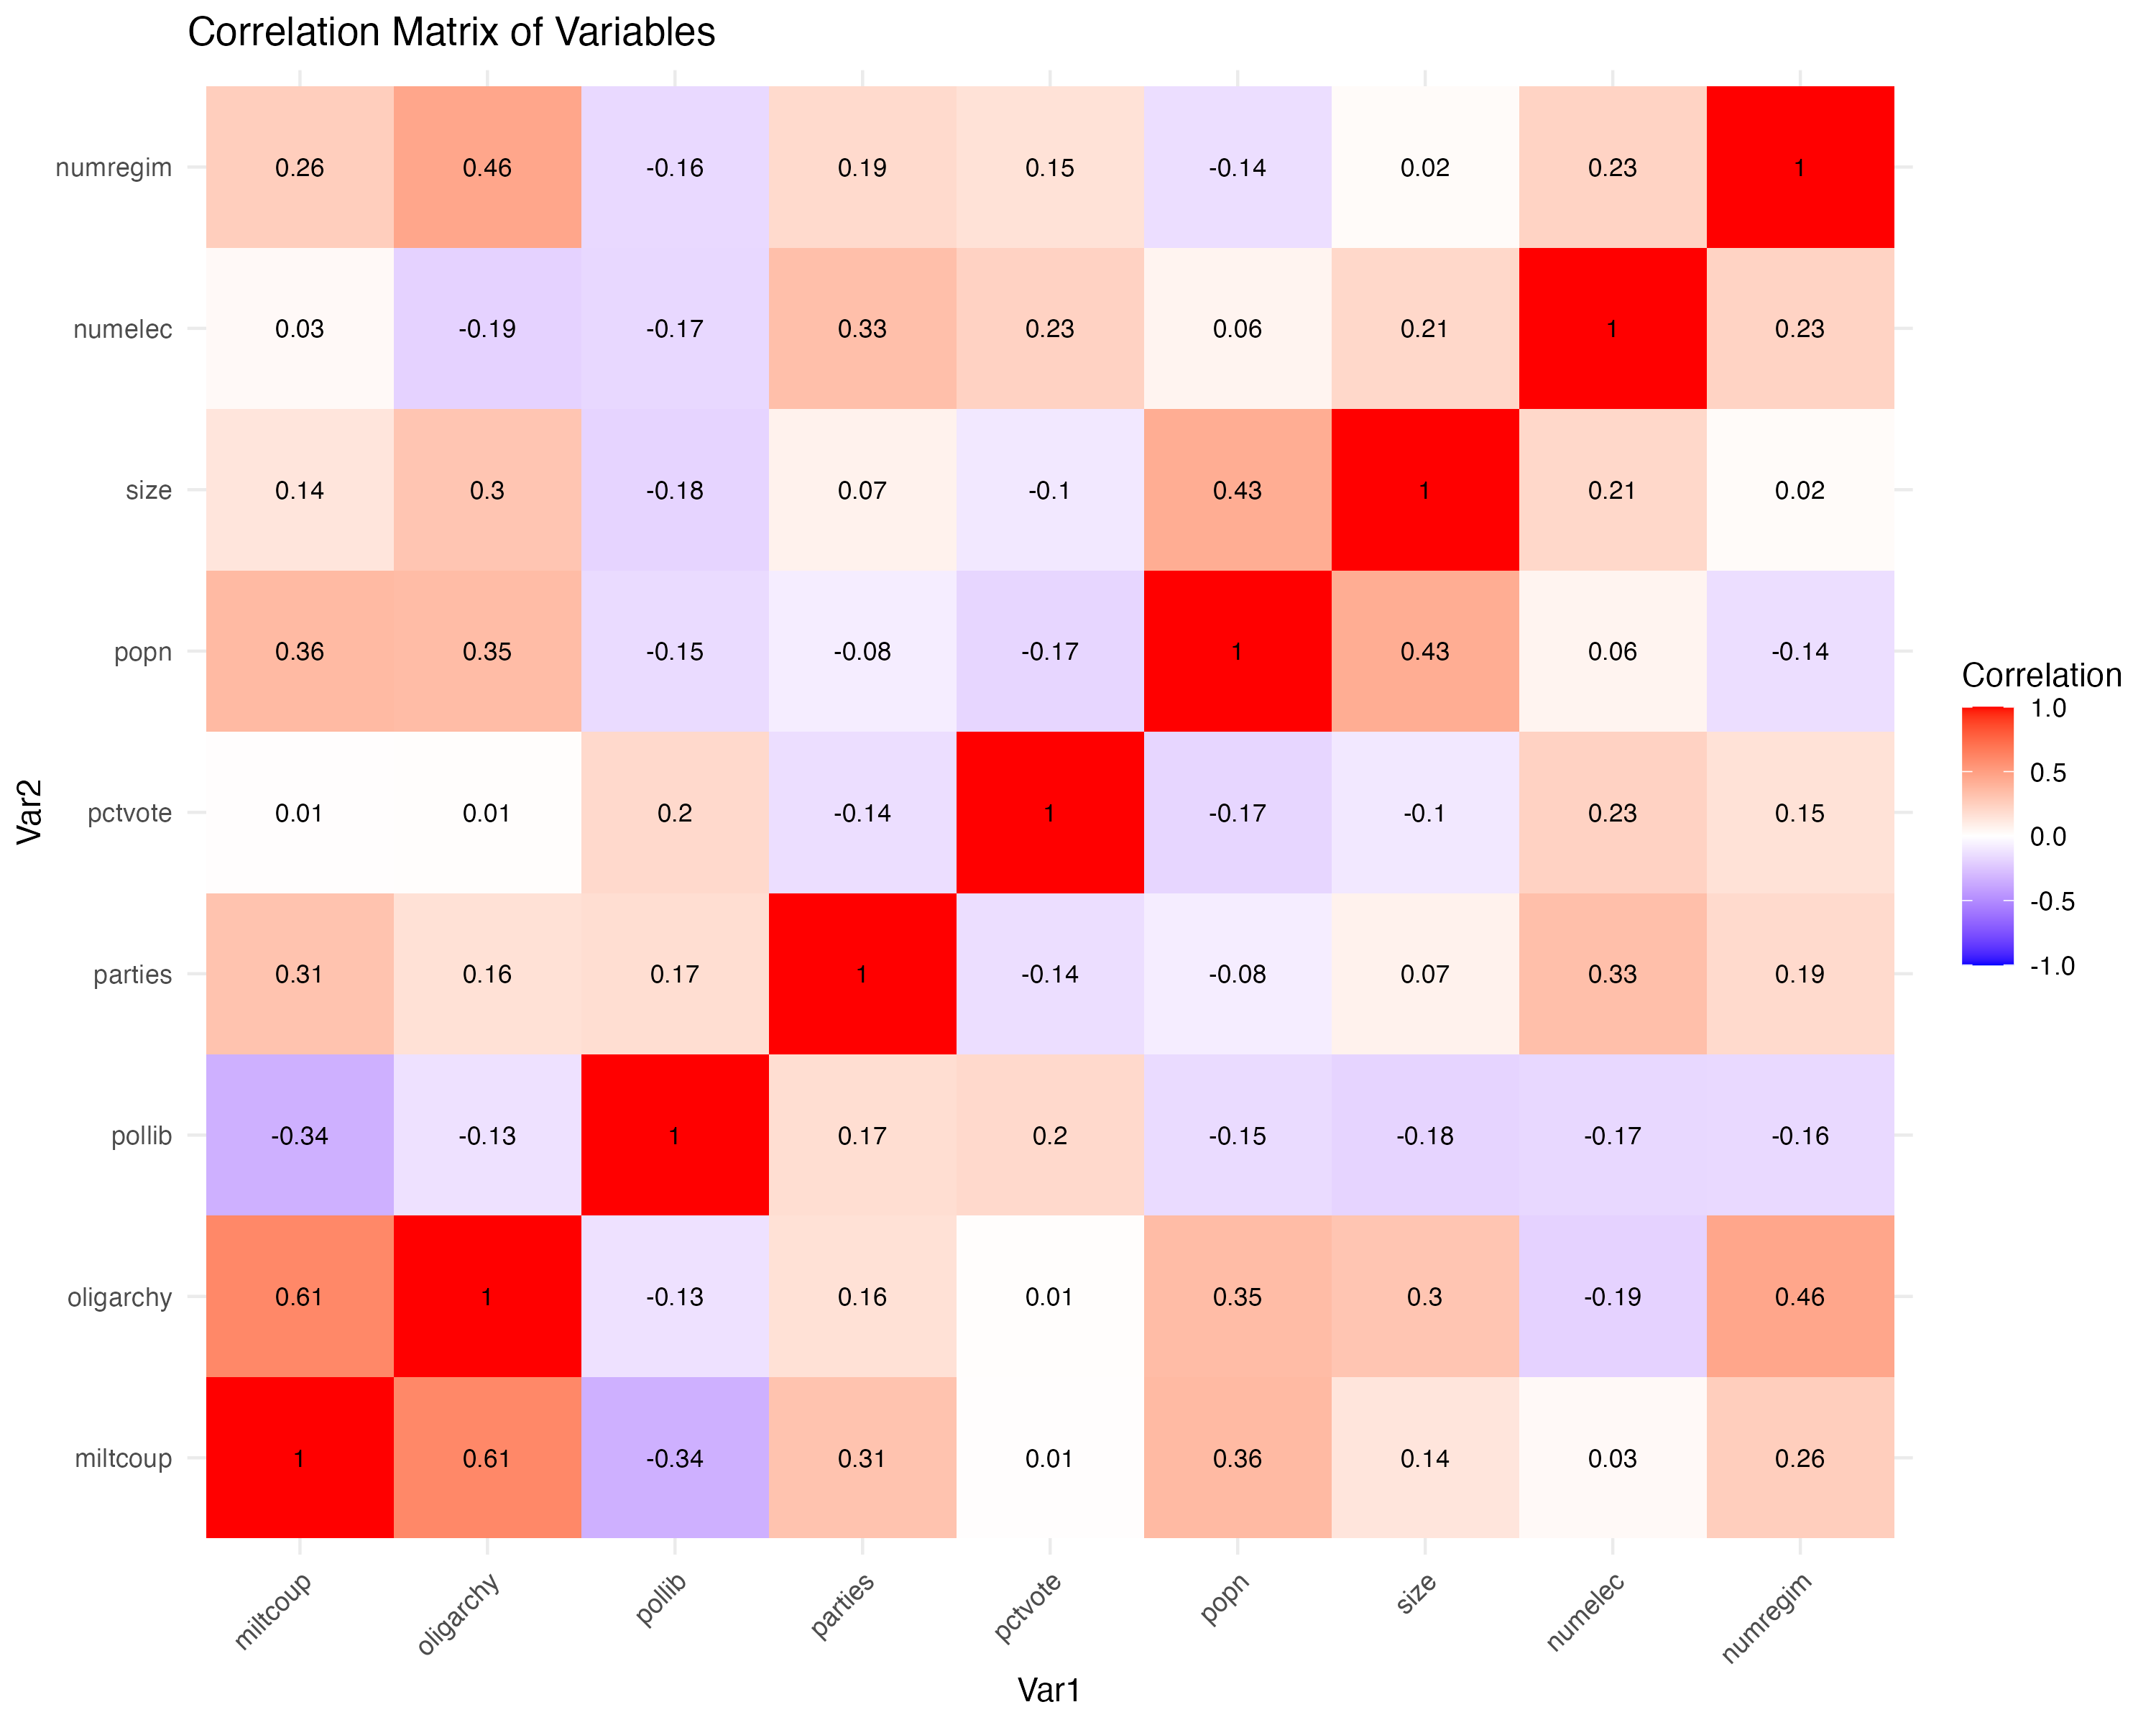 Correlation Matrix of Variables
numregim 0.26 0.46 -0.16 0.19 0.15 -0.14 0.02 0.23 1
numelec 0.03 -0.19 -0.17 0.33 0.23 0.06 0.21 1 0.23
size 0.14 0.3 -0.18 0.07 -0.1 0.43 1 0.21 0.02
popn 0.36 0.35 -0.15 -0.08 -0.17 1 0.43 0.06 -0.14
pctvote 0.01 0.01 0.2 -0.14 1 -0.17 -0.1 0.23 0.15
parties 0.31 0.16 0.17 1 -0.14 -0.08 0.07 0.33 0.19
pollib -0.34 -0.13 1 0.17 0.2 -0.15 -0.18 -0.17 -0.16
oligarchy 0.61 1 -0.13 0.16 0.01 0.35 0.3 -0.19 0.46
miltcoup 1 0.61 -0.34 0.31 0.01 0.36 0.14 0.03 0.26
miltcoup oligarchy pollib parties pctvote popn size numelec numregim
Var1
Var2
Correlation
1.0
0.5
0.0
-0.5
-1.0